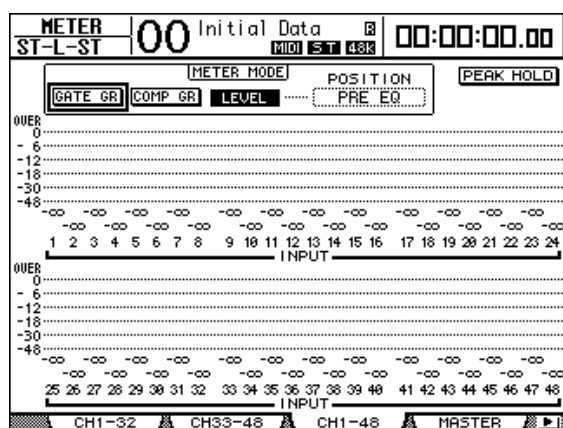 METER
ST-L-ST
00 Initial Data R
MIDI ST 48K
00:00:00.00
METER MODE
POSITION
PEAK HOLD
GATE GR COMP GR LEVEL PRE EQ
OVER
0
- 6
-12
-18
-30
-48
-∞ -∞ -∞ -∞ -∞ -∞ -∞ -∞ -∞ -∞ -∞ -∞
-∞ -∞ -∞ -∞ -∞ -∞ -∞ -∞ -∞ -∞ -∞ -∞
1 2 3 4 5 6 7 8 9 10 11 12 13 14 15 16 17 18 19 20 21 22 23 24
INPUT
OVER
0
- 6
-12
-18
-30
-48
-∞ -∞ -∞ -∞ -∞ -∞ -∞ -∞ -∞ -∞ -∞ -∞
-∞ -∞ -∞ -∞ -∞ -∞ -∞ -∞ -∞ -∞ -∞ -∞
25 26 27 28 29 30 31 32 33 34 35 36 37 38 39 40 41 42 43 44 45 46 47 48
INPUT
CH1-32 CH33-48 CH1-48 MASTER